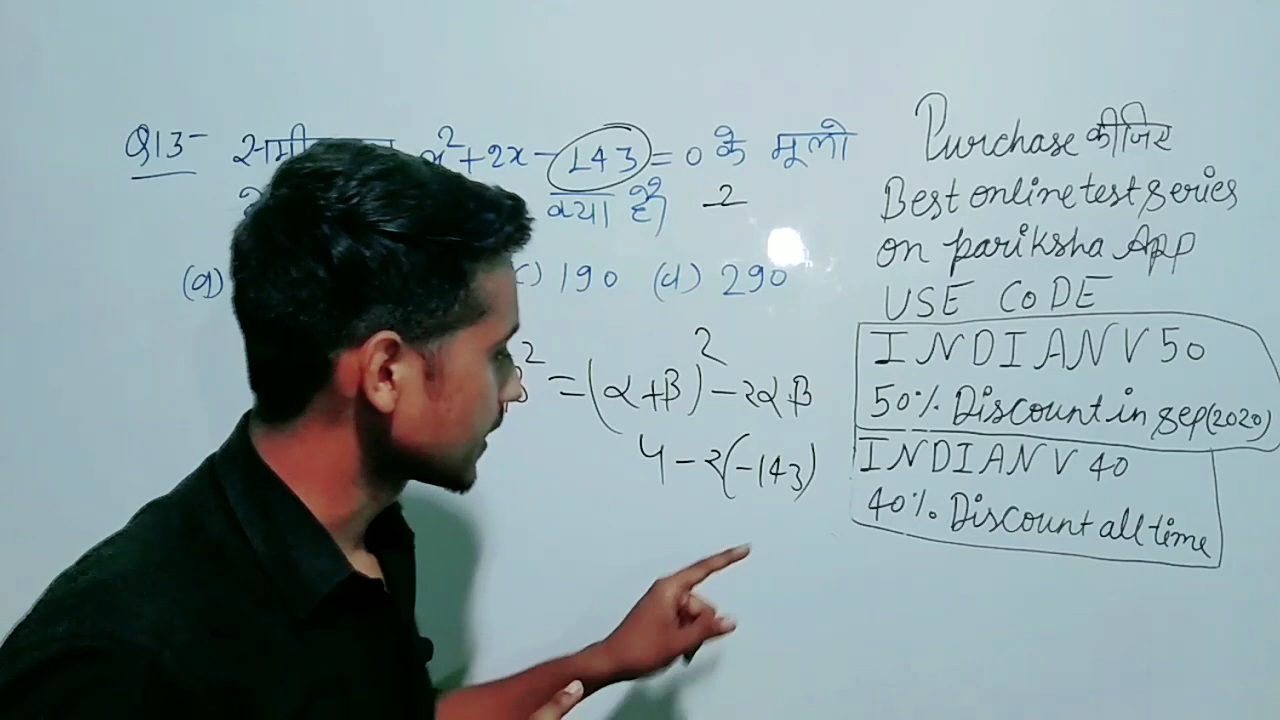 Q13- x²+2x-143=0 के मूलो
क्या है, 2
(a) 190 (d) 290
² =(α+β)² -2αβ
4-2(-143)
Purchase कीजिए
Best online test series
on pariksha App
USE CODE
INDIANV50
50% Discount in sep(2020)
INDIANV40
40% Discount all time